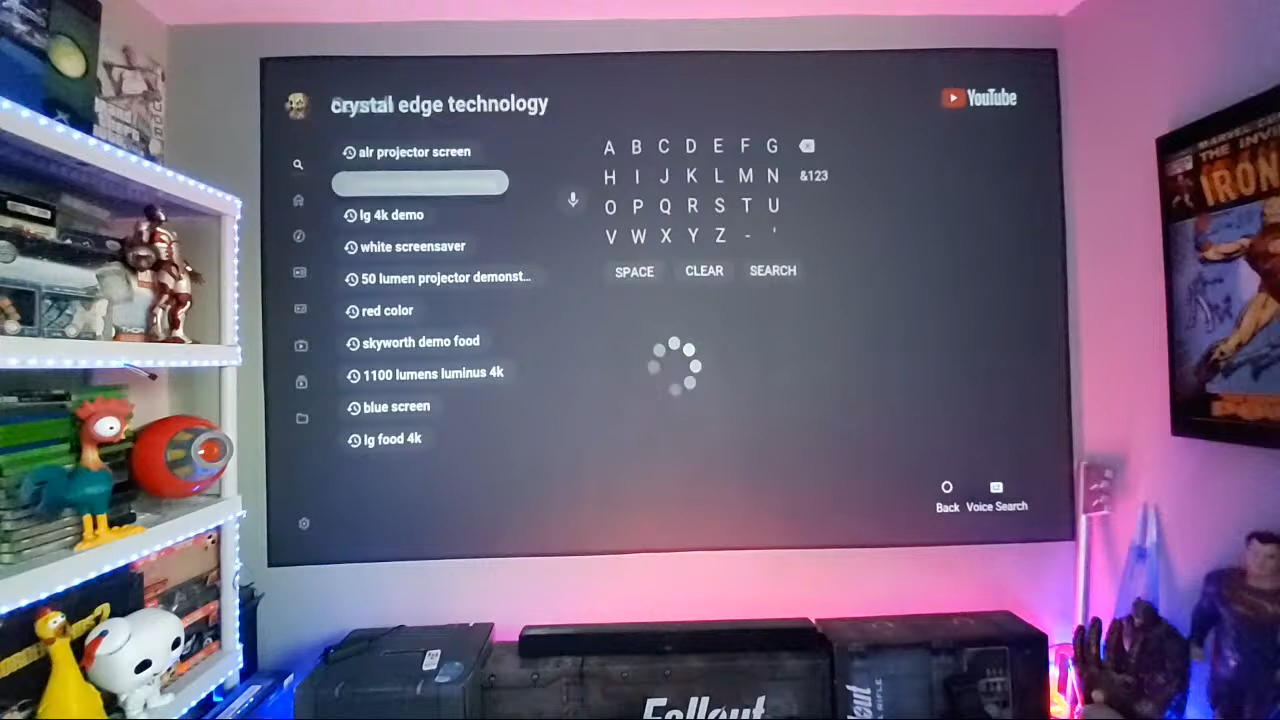 crystal edge technology
YouTube
alr projector screen
lg 4k demo
white screensaver
50 lumen projector demonst...
red color
skyworth demo food
1100 lumens luminus 4k
blue screen
lg food 4k
A B C D E F G
H I J K L M N &123
O P Q R S T U
V W X Y Z - '
SPACE CLEAR SEARCH
Back Voice Search
THE INVI
IRON
Fallout